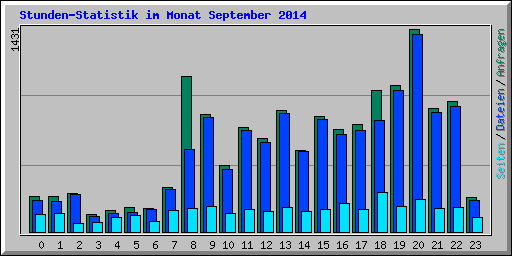 Stunden-Statistik im Monat September 2014
1431
Seiten/Dateien/Anfragen
0 1 2 3 4 5 6 7 8 9 10 11 12 13 14 15 16 17 18 19 20 21 22 23